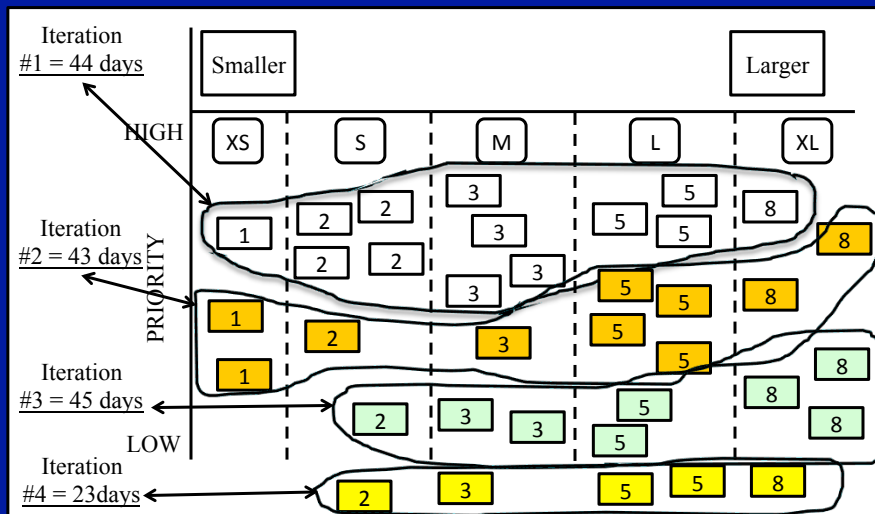 Iteration
#1 = 44 days
Smaller
Larger
HIGH
XS
S
M
L
XL
3
5
2
2
8
1
5
3
5
2
2
3
3
Iteration
#2 = 43 days
PRIORITY
8
5
5
8
1
2
5
3
5
1
Iteration
#3 = 45 days
8
8
5
2
3
3
5
8
LOW
Iteration
#4 = 23days
2
3
5
5
8